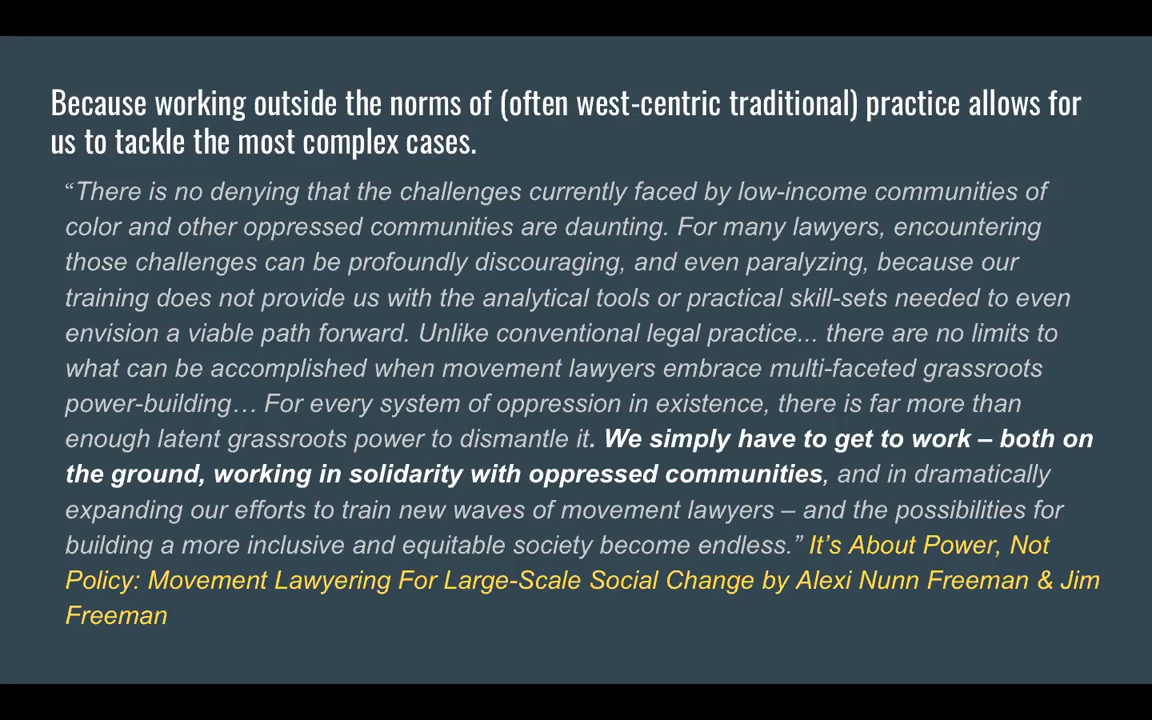 Because working outside the norms of (often west-centric traditional) practice allows for
us to tackle the most complex cases.
“There is no denying that the challenges currently faced by low-income communities of
color and other oppressed communities are daunting. For many lawyers, encountering
those challenges can be profoundly discouraging, and even paralyzing, because our
training does not provide us with the analytical tools or practical skill-sets needed to even
envision a viable path forward. Unlike conventional legal practice... there are no limits to
what can be accomplished when movement lawyers embrace multi-faceted grassroots
power-building… For every system of oppression in existence, there is far more than
enough latent grassroots power to dismantle it. We simply have to get to work – both on
the ground, working in solidarity with oppressed communities, and in dramatically
expanding our efforts to train new waves of movement lawyers – and the possibilities for
building a more inclusive and equitable society become endless.” It’s About Power, Not
Policy: Movement Lawyering For Large-Scale Social Change by Alexi Nunn Freeman & Jim
Freeman